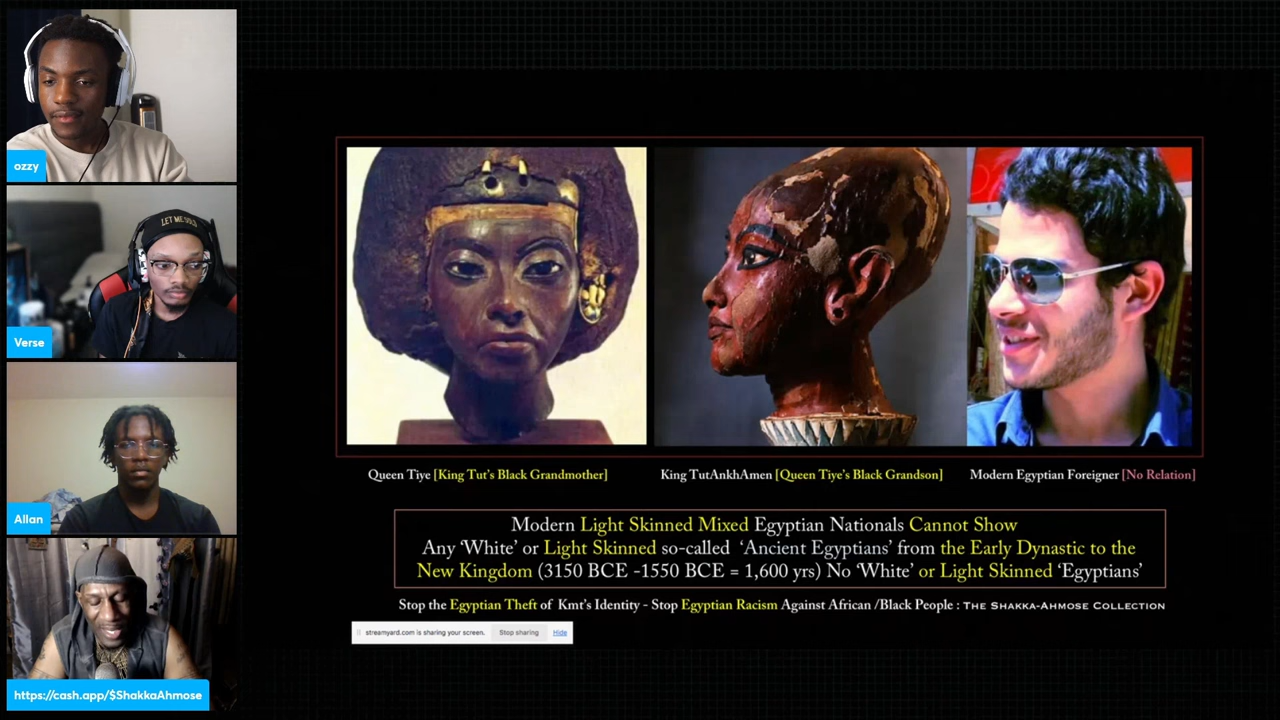 ozzy
LET ME SOLO
Verse
Allan
https://cash.app/$ShakkaAhmose
Queen Tiye [King Tut's Black Grandmother]
King TutAnkhAmen [Queen Tiye's Black Grandson]
Modern Egyptian Foreigner [No Relation]
Modern Light Skinned Mixed Egyptian Nationals Cannot Show
Any 'White' or Light Skinned so-called 'Ancient Egyptians' from the Early Dynastic to the
New Kingdom (3150 BCE -1550 BCE = 1,600 yrs) No 'White' or Light Skinned 'Egyptians'
Stop the Egyptian Theft of Kmt's Identity - Stop Egyptian Racism Against African /Black People : THE SHAKKA-AHMOSE COLLECTION
streamyard.com is sharing your screen. Stop sharing Hide